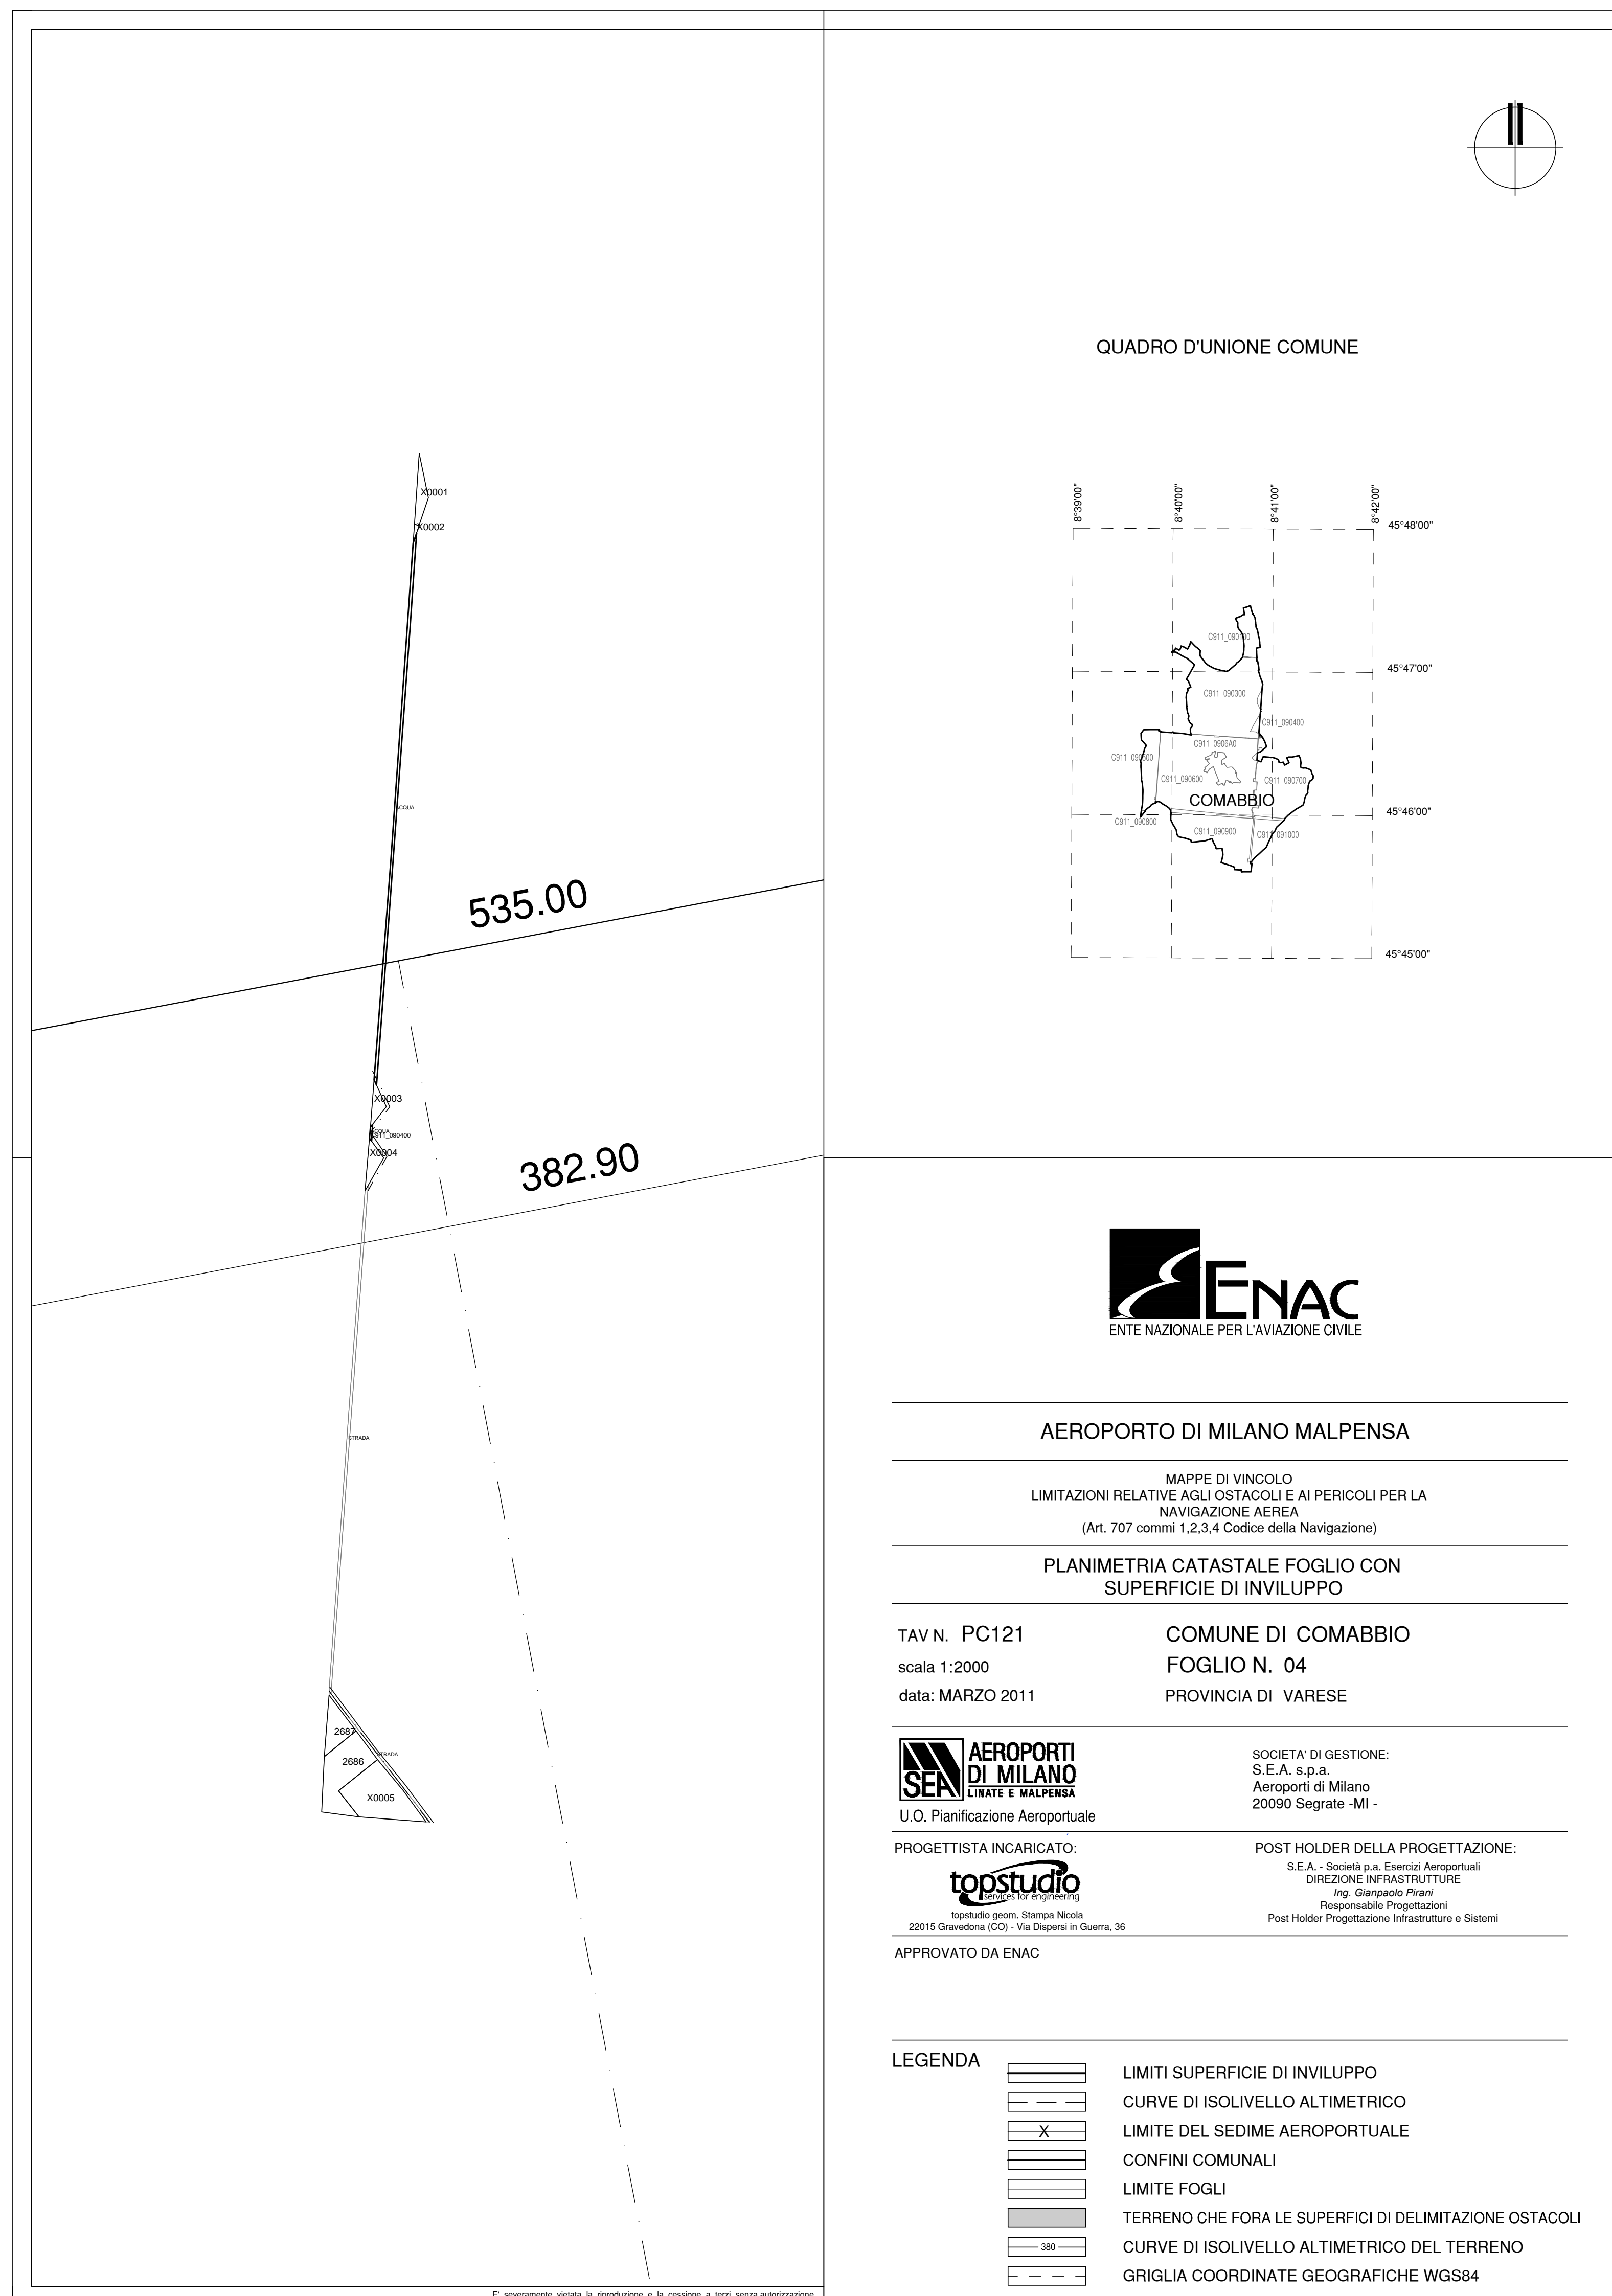 X0001
X0002
ACQUA
535.00
X0003
ACQUA
C911_090400
X0004
382.90
STRADA
2687
STRADA
2686
X0005
E' severamente vietata la riproduzione e la cessione a terzi senza autorizzazione
QUADRO D'UNIONE COMUNE
8°39'00"
8°40'00"
8°41'00"
8°42'00"
45°48'00"
C911_090100
45°47'00"
C911_090300
C911_090400
C911_0906A0
C911_090500
C911_090600
C911_090700
COMABBIO
45°46'00"
C911_090800
C911_090900
C911_091000
45°45'00"
ENAC
ENTE NAZIONALE PER L'AVIAZIONE CIVILE
AEROPORTO DI MILANO MALPENSA
MAPPE DI VINCOLO
LIMITAZIONI RELATIVE AGLI OSTACOLI E AI PERICOLI PER LA
NAVIGAZIONE AEREA
(Art. 707 commi 1,2,3,4 Codice della Navigazione)
PLANIMETRIA CATASTALE FOGLIO CON
SUPERFICIE DI INVILUPPO
TAV N. PC121
COMUNE DI COMABBIO
scala 1:2000
FOGLIO N. 04
data: MARZO 2011
PROVINCIA DI VARESE
SEA
AEROPORTI
DI MILANO
LINATE E MALPENSA
U.O. Pianificazione Aeroportuale
SOCIETA' DI GESTIONE:
S.E.A. s.p.a.
Aeroporti di Milano
20090 Segrate -MI -
PROGETTISTA INCARICATO:
topstudio
services for engineering
topstudio geom. Stampa Nicola
22015 Gravedona (CO) - Via Dispersi in Guerra, 36
POST HOLDER DELLA PROGETTAZIONE:
S.E.A. - Società p.a. Esercizi Aeroportuali
DIREZIONE INFRASTRUTTURE
Ing. Gianpaolo Pirani
Responsabile Progettazioni
Post Holder Progettazione Infrastrutture e Sistemi
APPROVATO DA ENAC
LEGENDA
LIMITI SUPERFICIE DI INVILUPPO
CURVE DI ISOLIVELLO ALTIMETRICO
X LIMITE DEL SEDIME AEROPORTUALE
CONFINI COMUNALI
LIMITE FOGLI
TERRENO CHE FORA LE SUPERFICI DI DELIMITAZIONE OSTACOLI
380 CURVE DI ISOLIVELLO ALTIMETRICO DEL TERRENO
GRIGLIA COORDINATE GEOGRAFICHE WGS84